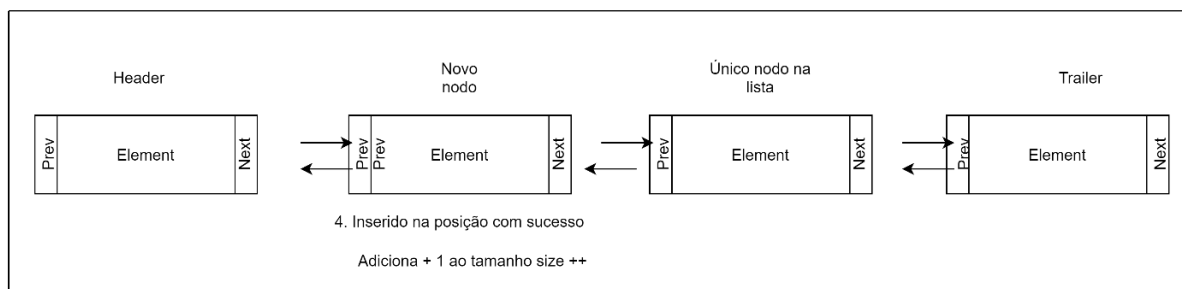 Header
Novo
nodo
Único nodo na
lista
Trailer
Prev
Element
Next
Prev
Prev
Element
Next
Prev
Element
Next
Prev
Element
Next
4. Inserido na posição com sucesso
Adiciona + 1 ao tamanho size ++